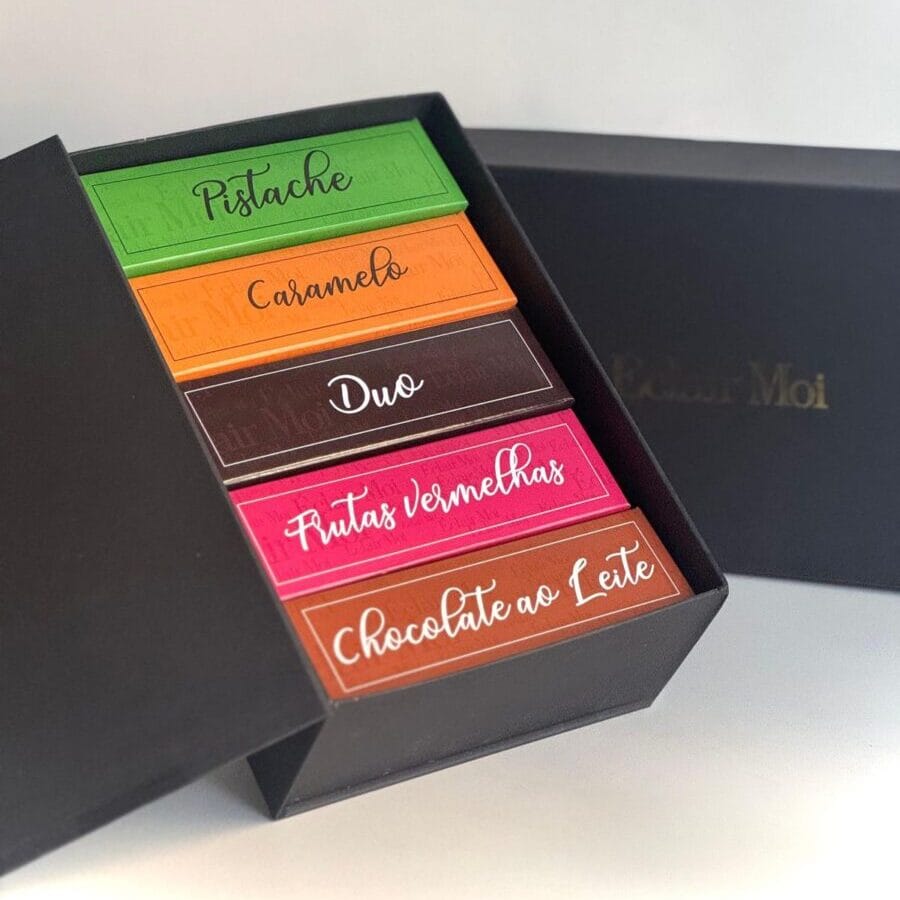 Pistache
Caramelo
Duo
Frutas Vermelhas
Chocolate ao Leite
Eclair Moi